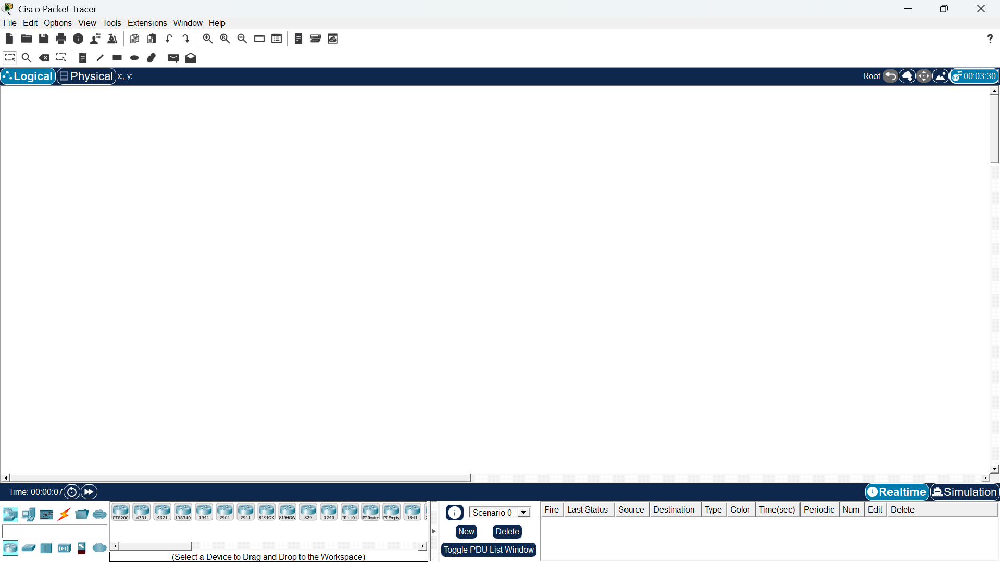 Cisco Packet Tracer
File Edit Options View Tools Extensions Window Help
?
Logical Physical x:, y: Root 00:03:30
Time: 00:00:07 Realtime Simulation
PT8200 4331 4321 IR8340 1941 2901 2911 819IOX 819HGW 829 1240 IR1101 PT-Router PT-Empty 1841
(Select a Device to Drag and Drop to the Workspace)
Scenario 0
New Delete
Toggle PDU List Window
Fire Last Status Source Destination Type Color Time(sec) Periodic Num Edit Delete